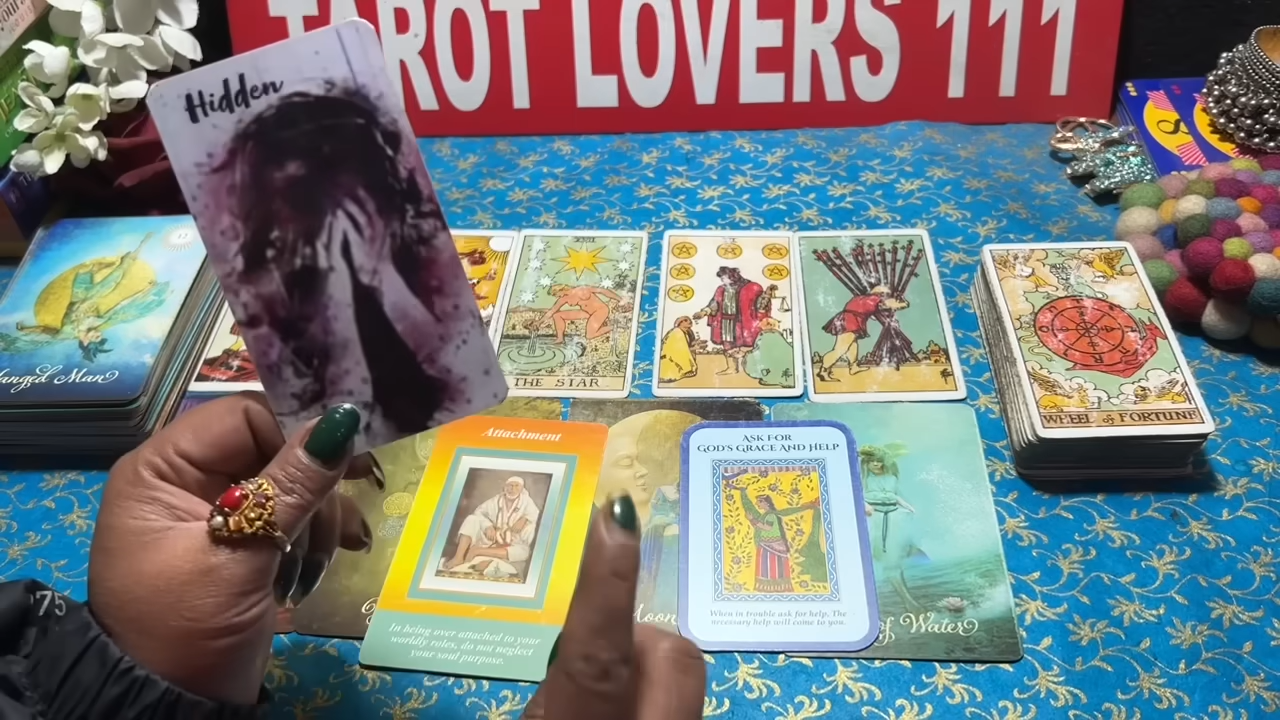 TAROT LOVERS 111
Hidden
THE STAR
WHEEL of FORTUNE
anged Man
Attachment
In being over attached to your
worldly roles, do not neglect
your soul purpose.
ASK FOR
GOD'S GRACE AND HELP
When in trouble ask for help, The
necessary help will come to you.
Moon
of Water
75